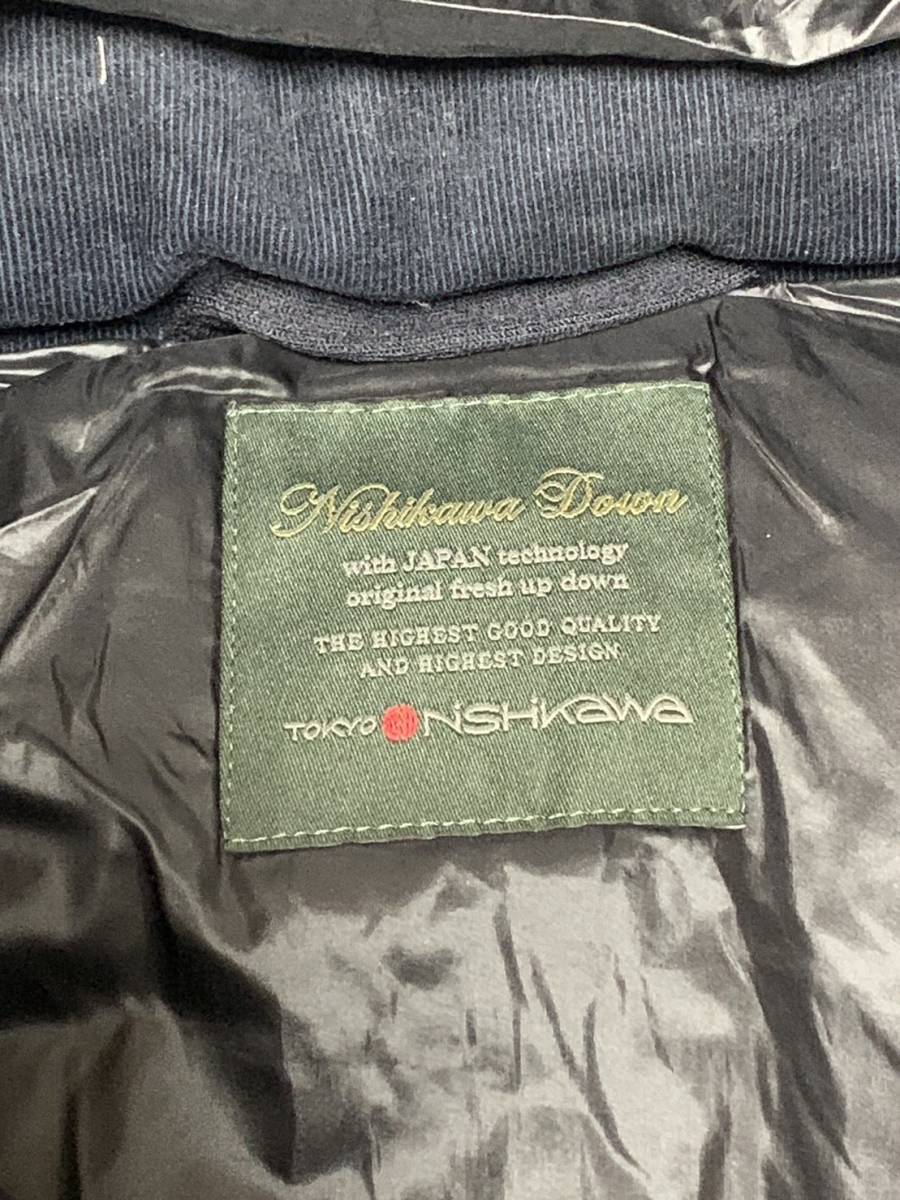 Nishikawa Down
with JAPAN technology
original fresh up down
THE HIGHEST GOOD QUALITY
AND HIGHEST DESIGN
TOKYO NiSHiKaWa